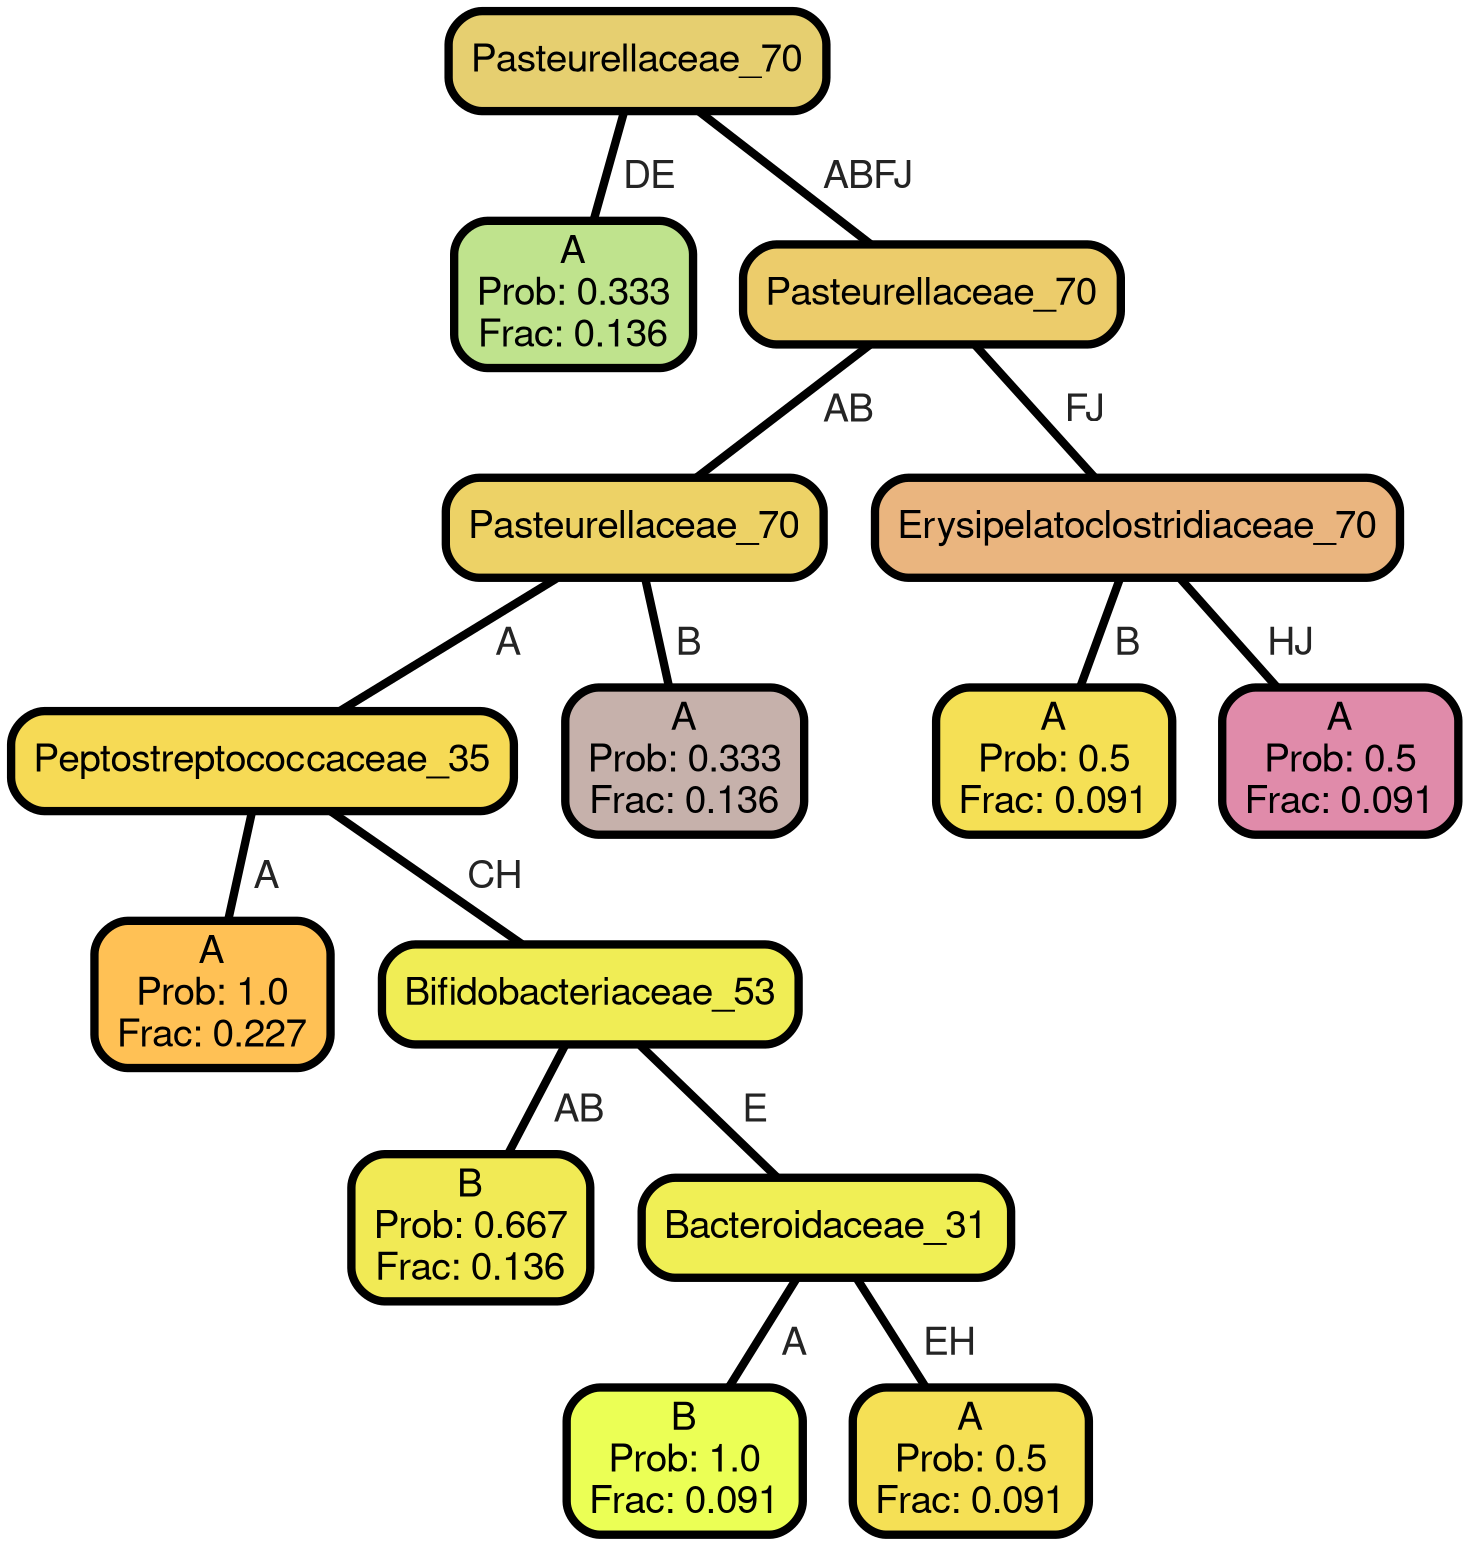 Pasteurellaceae_70
DE
ABFJ
A
Prob: 0.333
Frac: 0.136
Pasteurellaceae_70
AB
FJ
Pasteurellaceae_70
Erysipelatoclostridiaceae_70
A
B
B
HJ
Peptostreptococcaceae_35
A
Prob: 0.333
Frac: 0.136
A
Prob: 0.5
Frac: 0.091
A
Prob: 0.5
Frac: 0.091
A
CH
A
Prob: 1.0
Frac: 0.227
Bifidobacteriaceae_53
AB
E
B
Prob: 0.667
Frac: 0.136
Bacteroidaceae_31
A
EH
B
Prob: 1.0
Frac: 0.091
A
Prob: 0.5
Frac: 0.091